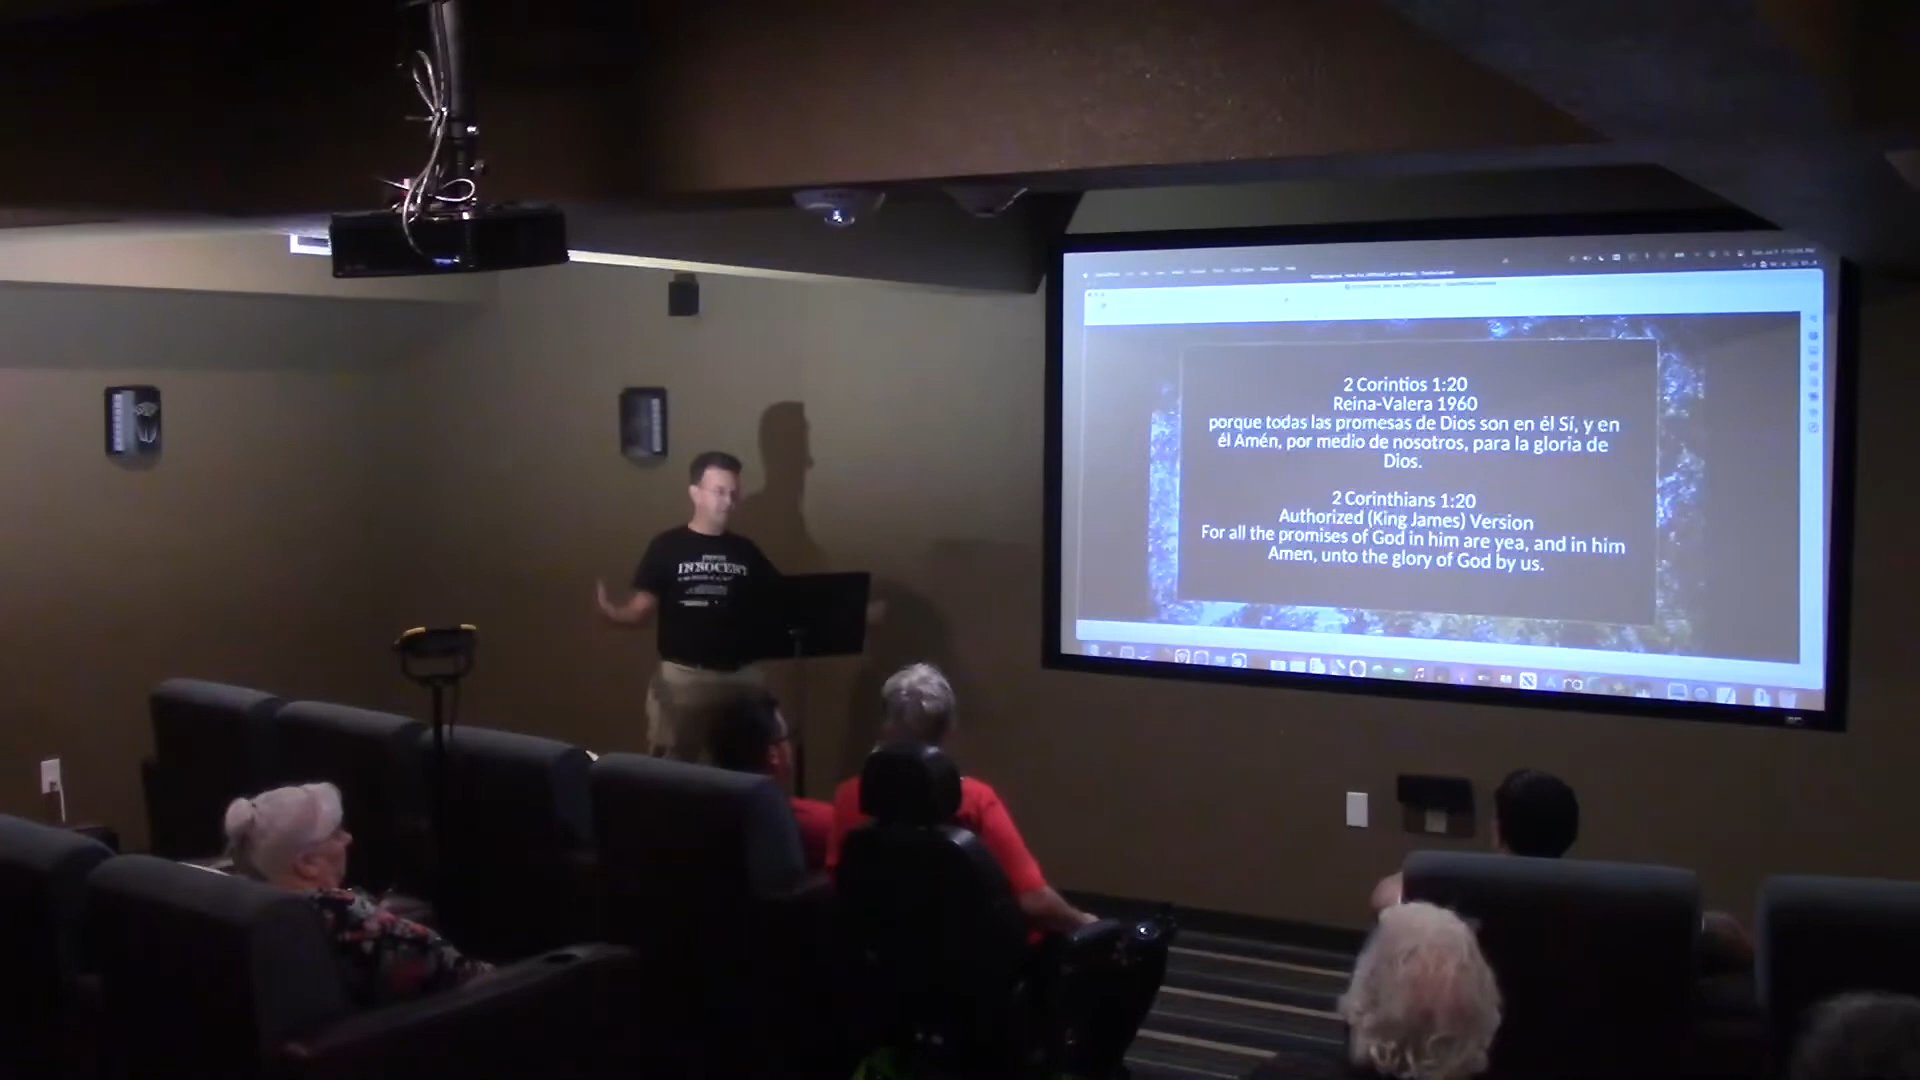 2 Corintios 1:20
Reina-Valera 1960
porque todas las promesas de Dios son en él Sí, y en
él Amén, por medio de nosotros, para la gloria de
Dios.
2 Corinthians 1:20
Authorized (King James) Version
For all the promises of God in him are yea, and in him
Amen, unto the glory of God by us.
INNOCENT